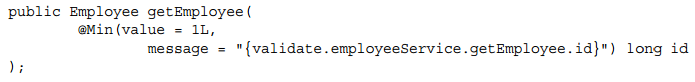 public Employee getEmployee(
        @Min(value = 1L,
                message = "{validate.employeeService.getEmployee.id}") long id
);